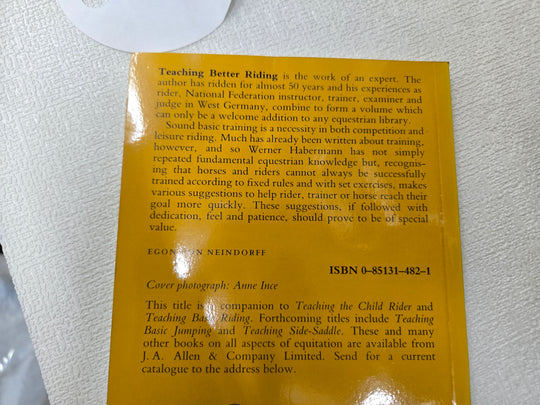 Teaching Better Riding is the work of an expert. The
author has ridden for almost 50 years and his experiences as
rider, National Federation instructor, trainer, examiner and
judge in West Germany, combine to form a volume which
can only be a welcome addition to any equestrian library.
Sound basic training is a necessity in both competition and
leisure riding. Much has already been written about training,
however, and so Werner Habermann has not simply
repeated fundamental equestrian knowledge but, recognis-
ing that horses and riders cannot always be successfully
trained according to fixed rules and with set exercises, makes
various suggestions to help rider, trainer or horse reach their
goal more quickly. These suggestions, if followed with
dedication, feel and patience, should prove to be of special
value.
EGON VON NEINDORFF
ISBN 0–85131–482–1
Cover photograph: Anne Ince
This title is a companion to Teaching the Child Rider and
Teaching Basic Riding. Forthcoming titles include Teaching
Basic Jumping and Teaching Side-Saddle. These and many
other books on all aspects of equitation are available from
J. A. Allen & Company Limited. Send for a current
catalogue to the address below.